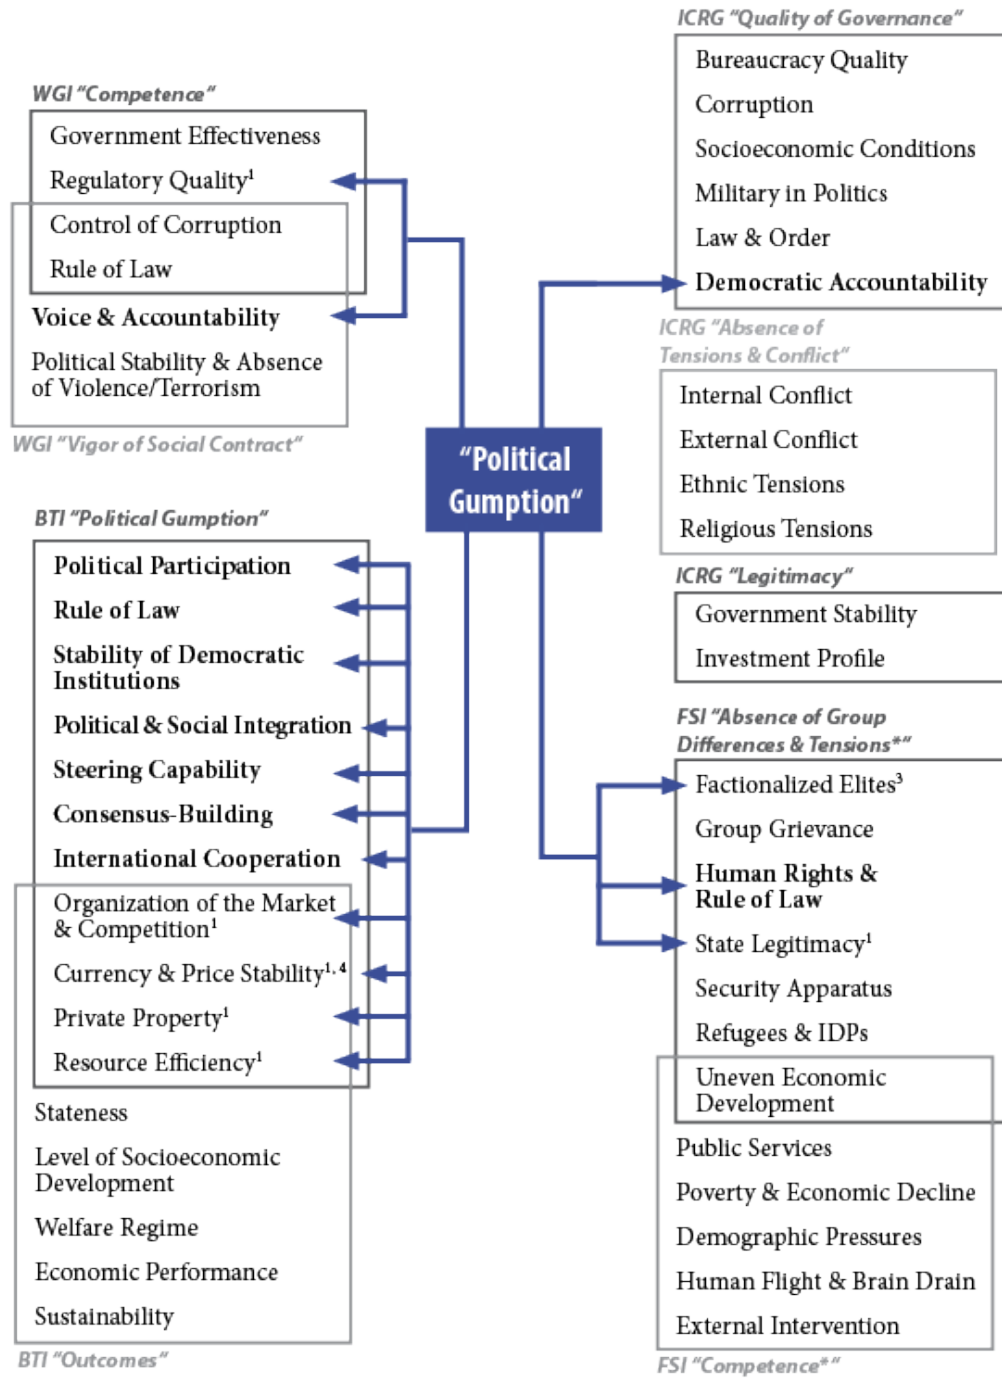 WGI “Competence“
Government Effectiveness
Regulatory Quality¹
Control of Corruption
Rule of Law
Voice & Accountability
Political Stability & Absence
of Violence/Terrorism
WGI “Vigor of Social Contract“
BTI “Political Gumption“
Political Participation
Rule of Law
Stability of Democratic
Institutions
Political & Social Integration
Steering Capability
Consensus-Building
International Cooperation
Organization of the Market
& Competition¹
Currency & Price Stability¹,⁴
Private Property¹
Resource Efficiency¹
Stateness
Level of Socioeconomic
Development
Welfare Regime
Economic Performance
Sustainability
BTI “Outcomes“
“Political
Gumption“
ICRG “Quality of Governance“
Bureaucracy Quality
Corruption
Socioeconomic Conditions
Military in Politics
Law & Order
Democratic Accountability
ICRG “Absence of
Tensions & Conflict“
Internal Conflict
External Conflict
Ethnic Tensions
Religious Tensions
ICRG “Legitimacy“
Government Stability
Investment Profile
FSI “Absence of Group
Differences & Tensions*“
Factionalized Elites³
Group Grievance
Human Rights &
Rule of Law
State Legitimacy¹
Security Apparatus
Refugees & IDPs
Uneven Economic
Development
Public Services
Poverty & Economic Decline
Demographic Pressures
Human Flight & Brain Drain
External Intervention
FSI “Competence*“